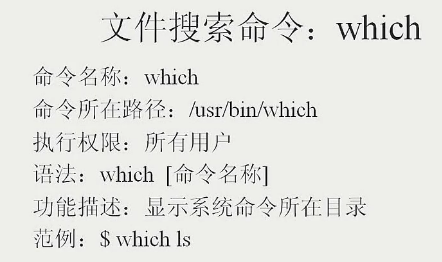 文件搜索命令：which
命令名称：which
命令所在路径：/usr/bin/which
执行权限：所有用户
语法：which [命令名称]
功能描述：显示系统命令所在目录
范例：$ which ls